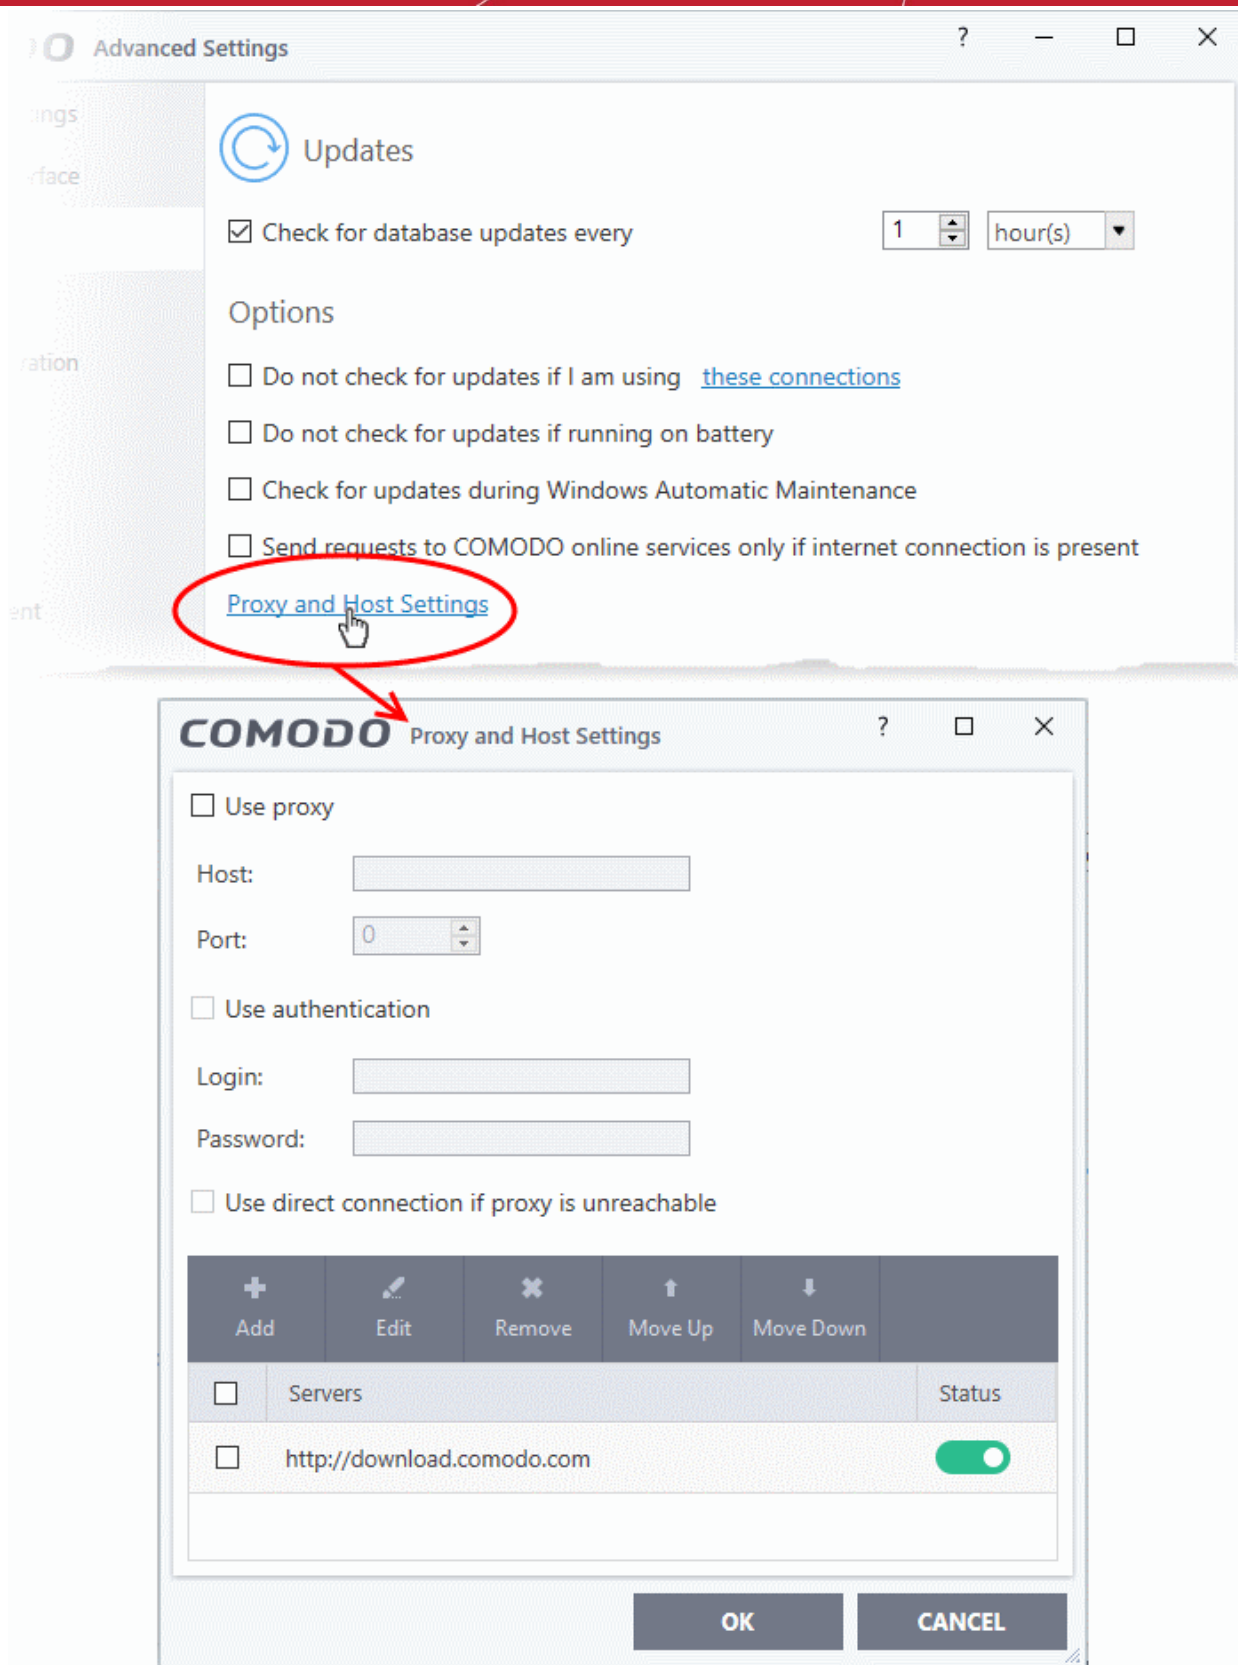 Advanced Settings
?
Updates
Check for database updates every 1 hour(s)
Options
Do not check for updates if I am using these connections
Do not check for updates if running on battery
Check for updates during Windows Automatic Maintenance
Send requests to COMODO online services only if internet connection is present
Proxy and Host Settings
COMODO Proxy and Host Settings ?
Use proxy
Host:
Port: 0
Use authentication
Login:
Password:
Use direct connection if proxy is unreachable
Add Edit Remove Move Up Move Down
Servers Status
http://download.comodo.com
OK CANCEL